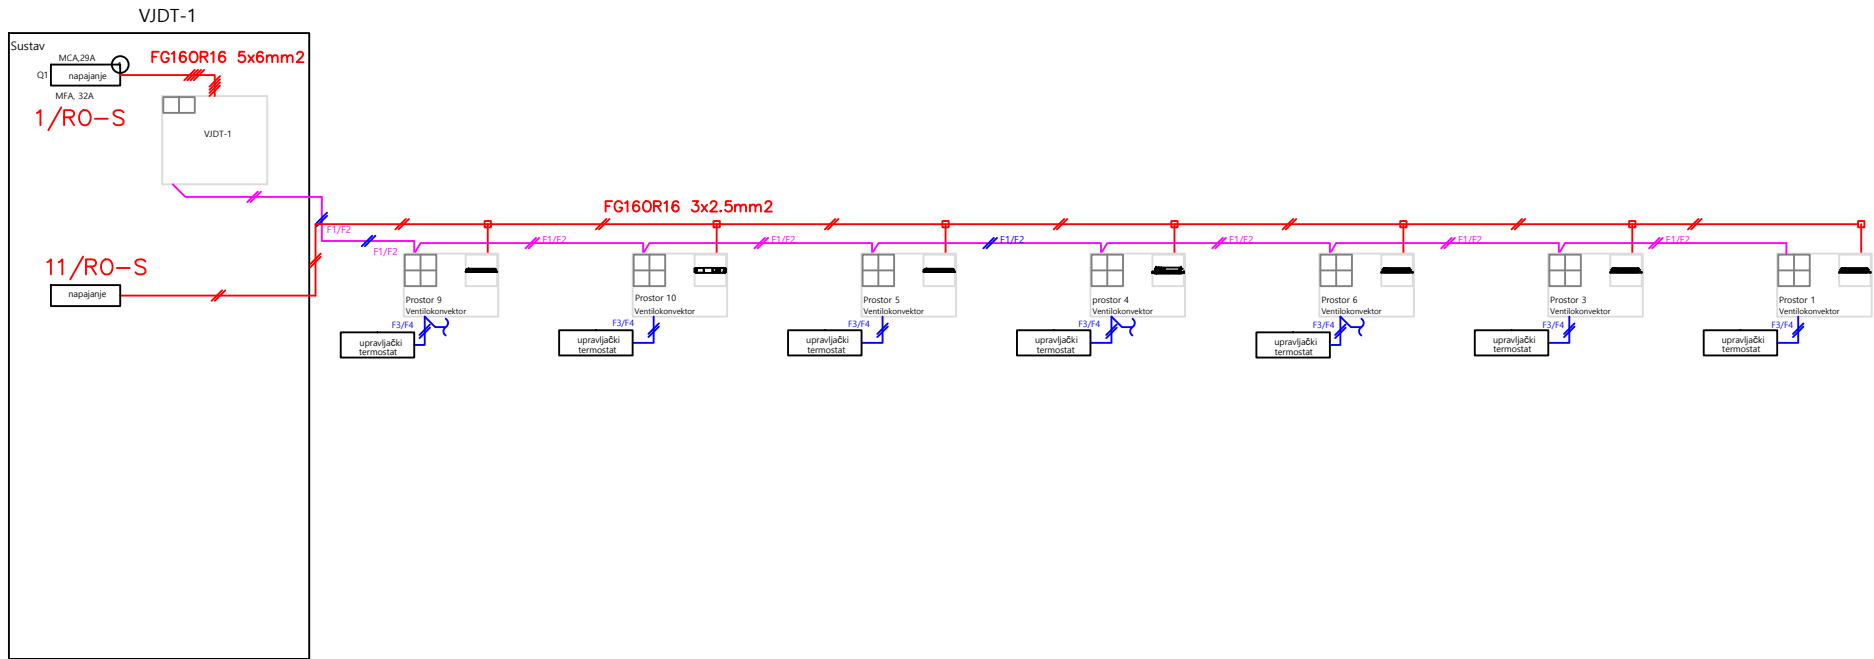 VJDT-1
Sustav
MCA,29A
FG16OR16 5x6mm2
Q1
napajanje
MFA, 32A
1/RO-S
VJDT-1
FG16OR16 3x2.5mm2
F1/F2
F1/F2
F1/F2
F1/F2
F1/F2
F1/F2
F1/F2
F1/F2
11/RO-S
napajanje
Prostor 9
Ventilokonvektor
Prostor 10
Ventilokonvektor
Prostor 5
Ventilokonvektor
prostor 4
Ventilokonvektor
Prostor 6
Ventilokonvektor
Prostor 3
Ventilokonvektor
Prostor 1
Ventilokonvektor
F3/F4
upravljački
termostat
F3/F4
upravljački
termostat
F3/F4
upravljački
termostat
F3/F4
upravljački
termostat
F3/F4
upravljački
termostat
F3/F4
upravljački
termostat
F3/F4
upravljački
termostat